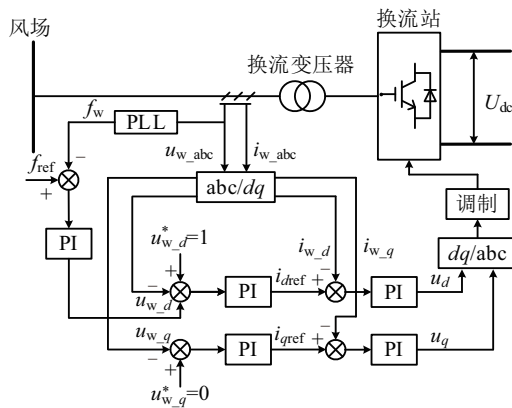 风场
换流站
换流变压器
U_dc
f_w
PLL
f_ref
−
+
u_w_abc
i_w_abc
abc/dq
调制
PI
u*_w_d=1
i_w_d
i_w_q
dq/abc
−
+
u_w_d
PI
i_dref
−
+
PI
u_d
u_w_q
−
+
PI
i_qref
−
+
PI
u_q
u*_w_q=0